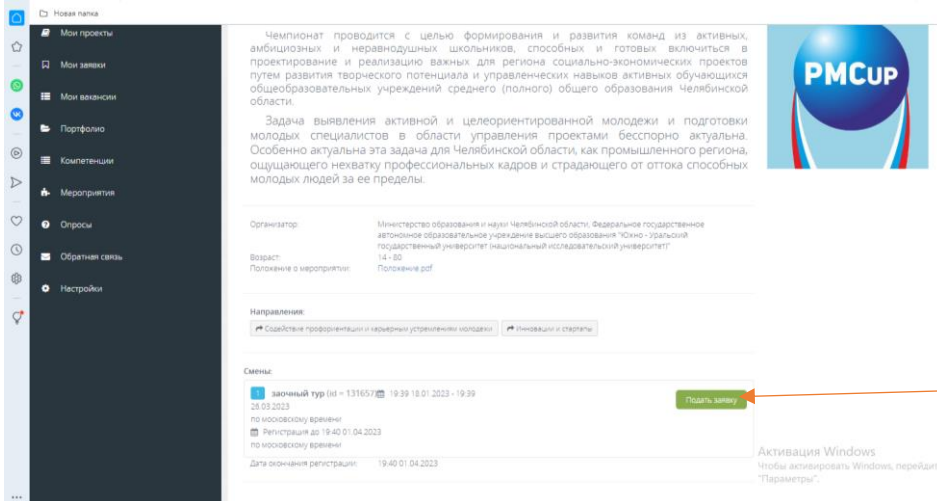 Новая папка
Мои проекты
Мои заявки
Мои вакансии
Портфолио
Компетенции
Мероприятия
Опросы
Обратная связь
Настройки
Чемпионат проводится с целью формирования и развития команд из активных,
амбициозных и неравнодушных школьников, способных и готовых включиться в
проектирование и реализацию важных для региона социально-экономических проектов
путем развития творческого потенциала и управленческих навыков активных обучающихся
общеобразовательных учреждений среднего (полного) общего образования Челябинской
области.
Задача выявления активной и целеориентированной молодежи и подготовки
молодых специалистов в области управления проектами бесспорно актуальна.
Особенно актуальна эта задача для Челябинской области, как промышленного региона,
ощущающего нехватку профессиональных кадров и страдающего от оттока способных
молодых людей за ее пределы.
PMCUP
Организатор: Министерство образования и науки Челябинской области, Федеральное государственное
автономное образовательное учреждение высшего образования "Южно - Уральский
государственный университет (национальный исследовательский университет)"
Возраст: 14 - 80
Положение о мероприятии: Положение.pdf
Направления:
Содействие профориентации и карьерным устремлениям молодежи
Инновации и стартапы
Смены:
1 заочный тур (id = 131657) 19:39 18.01.2023 - 19:39
28.03.2023
по московскому времени
Регистрация до 19:40 01.04.2023
по московскому времени
Подать заявку
Дата окончания регистрации: 19:40 01.04.2023
Активация Windows
Чтобы активировать Windows, перейдит
"Параметры".